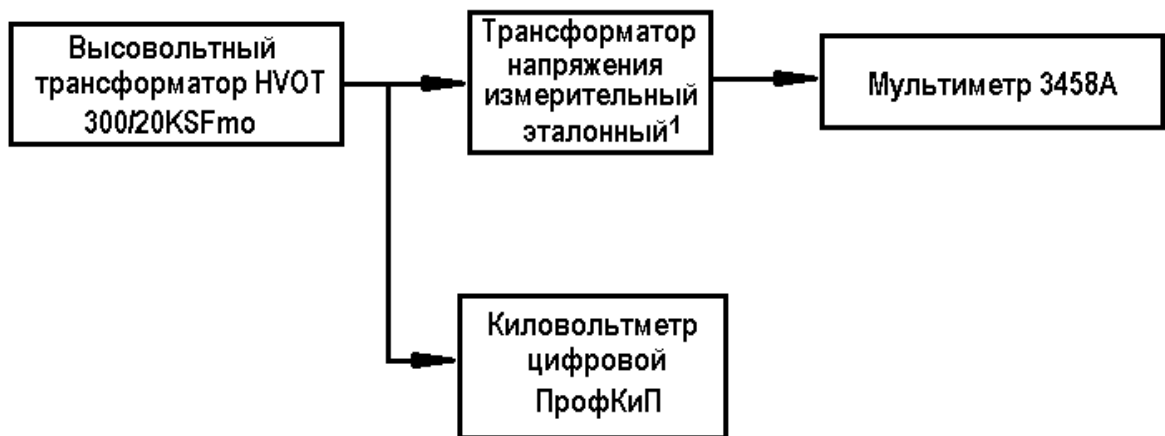 Высовольтный
трансформатор HVOT
300/20KSFmo
Трансформатор
напряжения
измерительный
эталонный1
Мультиметр 3458А
Киловольтметр
цифровой
ПрофКиП